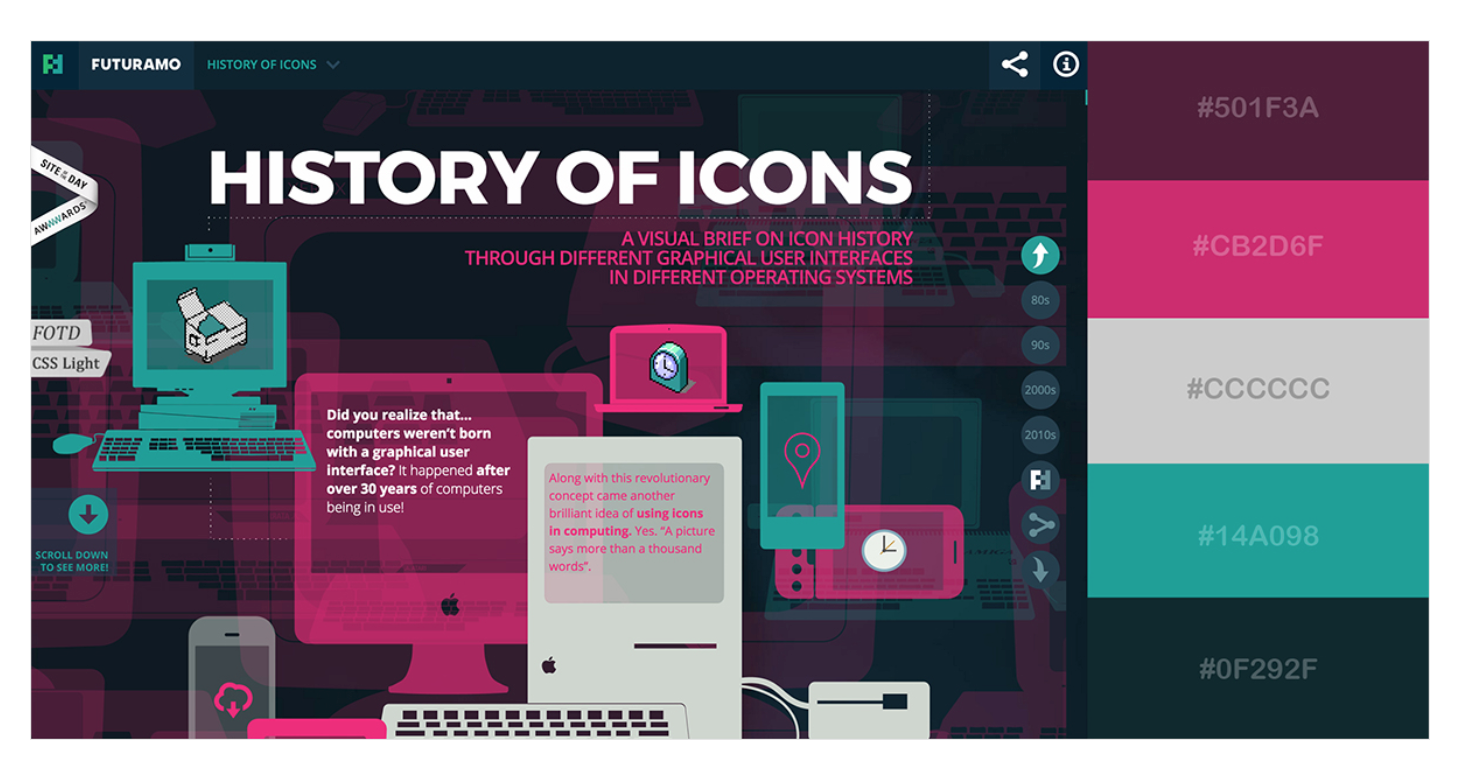 FUTURAMO
HISTORY OF ICONS
SITE OF THE DAY
AWWWARDS
HISTORY OF ICONS
A VISUAL BRIEF ON ICON HISTORY
THROUGH DIFFERENT GRAPHICAL USER INTERFACES
IN DIFFERENT OPERATING SYSTEMS
80s
90s
2000s
2010s
FOTD
CSS Light
Did you realize that...
computers weren't born
with a graphical user
interface? It happened after
over 30 years of computers
being in use!
Along with this revolutionary
concept came another
brilliant idea of using icons
in computing. Yes. “A picture
says more than a thousand
words”.
SCROLL DOWN
TO SEE MORE!
#501F3A
#CB2D6F
#CCCCCC
#14A098
#0F292F